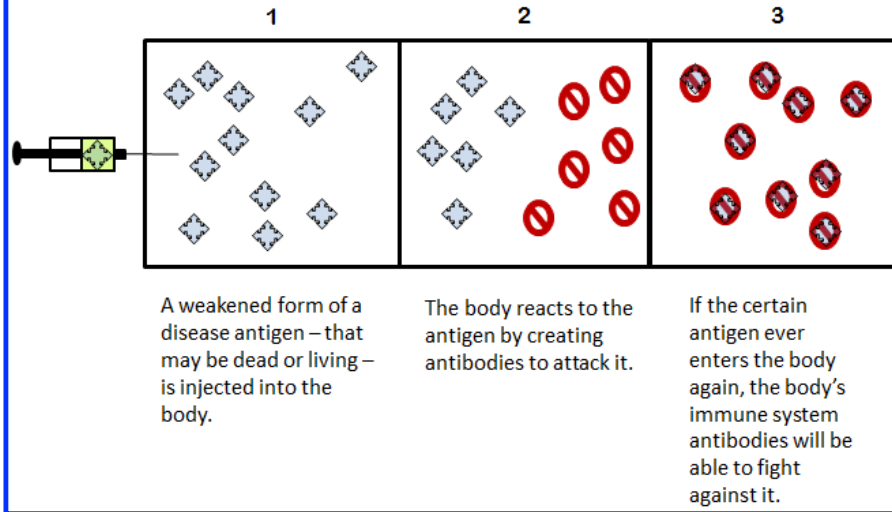 1
2
3
A weakened form of a
disease antigen – that
may be dead or living –
is injected into the
body.
The body reacts to the
antigen by creating
antibodies to attack it.
If the certain
antigen ever
enters the body
again, the body's
immune system
antibodies will be
able to fight
against it.